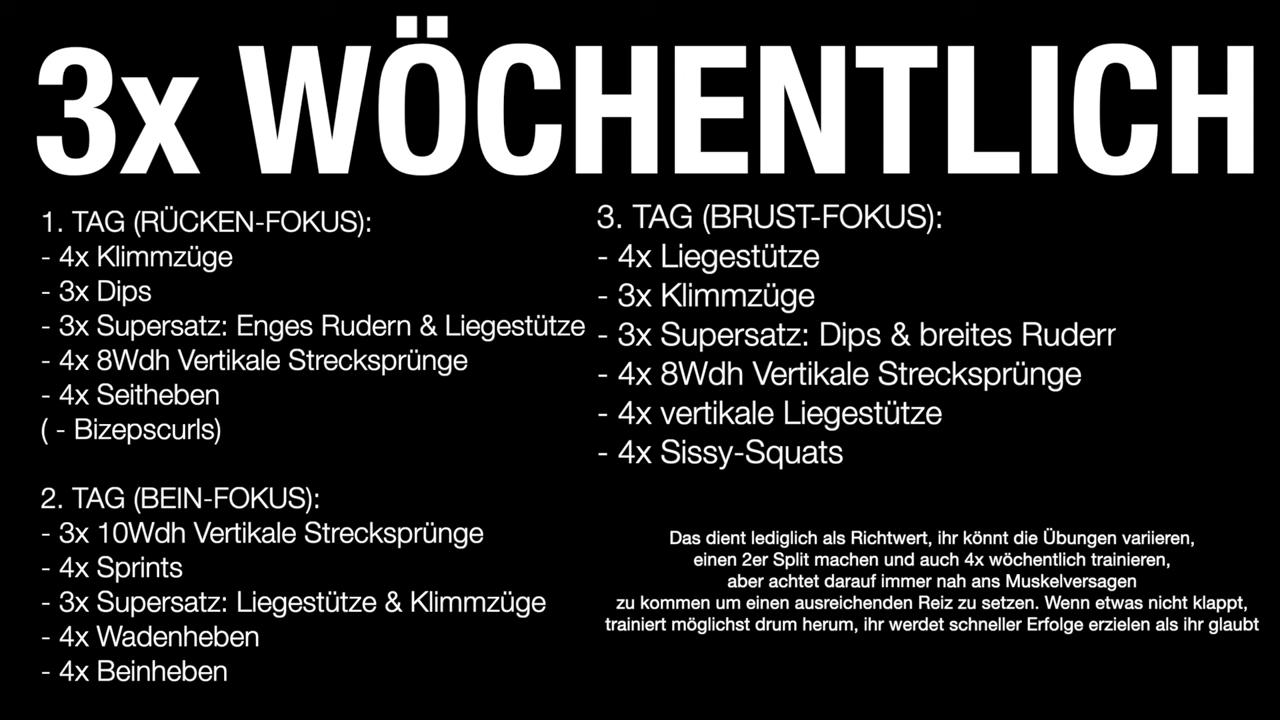 3x WÖCHENTLICH
1. TAG (RÜCKEN-FOKUS):
- 4x Klimmzüge
- 3x Dips
- 3x Supersatz: Enges Rudern & Liegestütze
- 4x 8Wdh Vertikale Strecksprünge
- 4x Seitheben
( - Bizepscurls)
2. TAG (BEIN-FOKUS):
- 3x 10Wdh Vertikale Strecksprünge
- 4x Sprints
- 3x Supersatz: Liegestütze & Klimmzüge
- 4x Wadenheben
- 4x Beinheben
3. TAG (BRUST-FOKUS):
- 4x Liegestütze
- 3x Klimmzüge
- 3x Supersatz: Dips & breites Ruderr
- 4x 8Wdh Vertikale Strecksprünge
- 4x vertikale Liegestütze
- 4x Sissy-Squats
Das dient lediglich als Richtwert, ihr könnt die Übungen variieren,
einen 2er Split machen und auch 4x wöchentlich trainieren,
aber achtet darauf immer nah ans Muskelversagen
zu kommen um einen ausreichenden Reiz zu setzen. Wenn etwas nicht klappt,
trainiert möglichst drum herum, ihr werdet schneller Erfolge erzielen als ihr glaubt